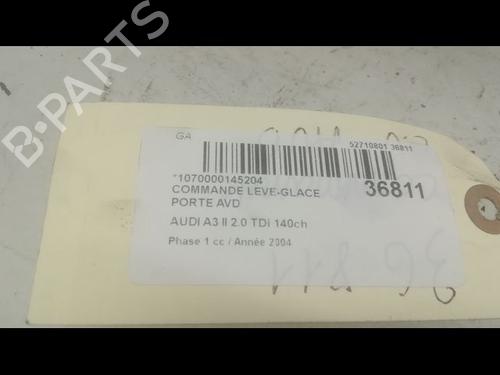 GA
52710801 36811
*1070000145204
COMMANDE LEVE-GLACE
PORTE AVD
36811
AUDI A3 II 2.0 TDi 140ch
Phase 1 cc / Année 2004
36811
B-PARTS